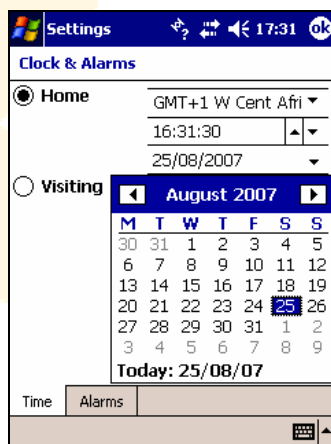 Settings ? 17:31 ok
Clock & Alarms
Home GMT+1 W Cent Afri
16:31:30
25/08/2007
Visiting
August 2007
M T W T F S S
30 31 1 2 3 4 5
6 7 8 9 10 11 12
13 14 15 16 17 18 19
20 21 22 23 24 25 26
27 28 29 30 31 1 2
3 4 5 6 7 8 9
Today: 25/08/07
Time Alarms